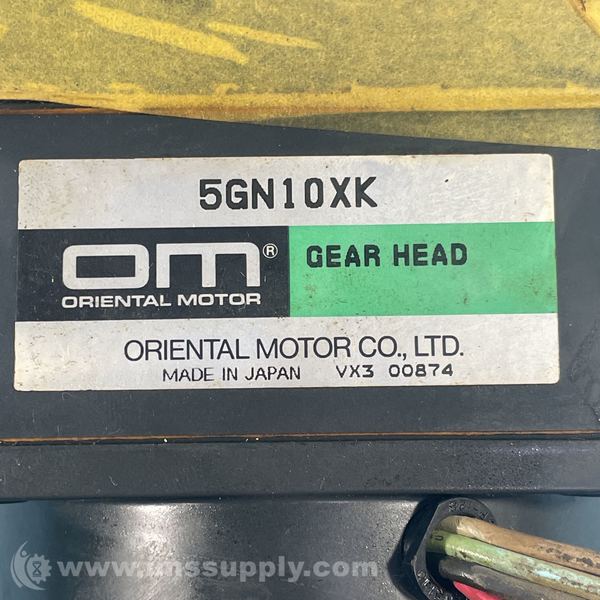 5GN10XK
OM®
ORIENTAL MOTOR
GEAR HEAD
ORIENTAL MOTOR CO., LTD.
MADE IN JAPAN VX3 00874
www.imssupply.com